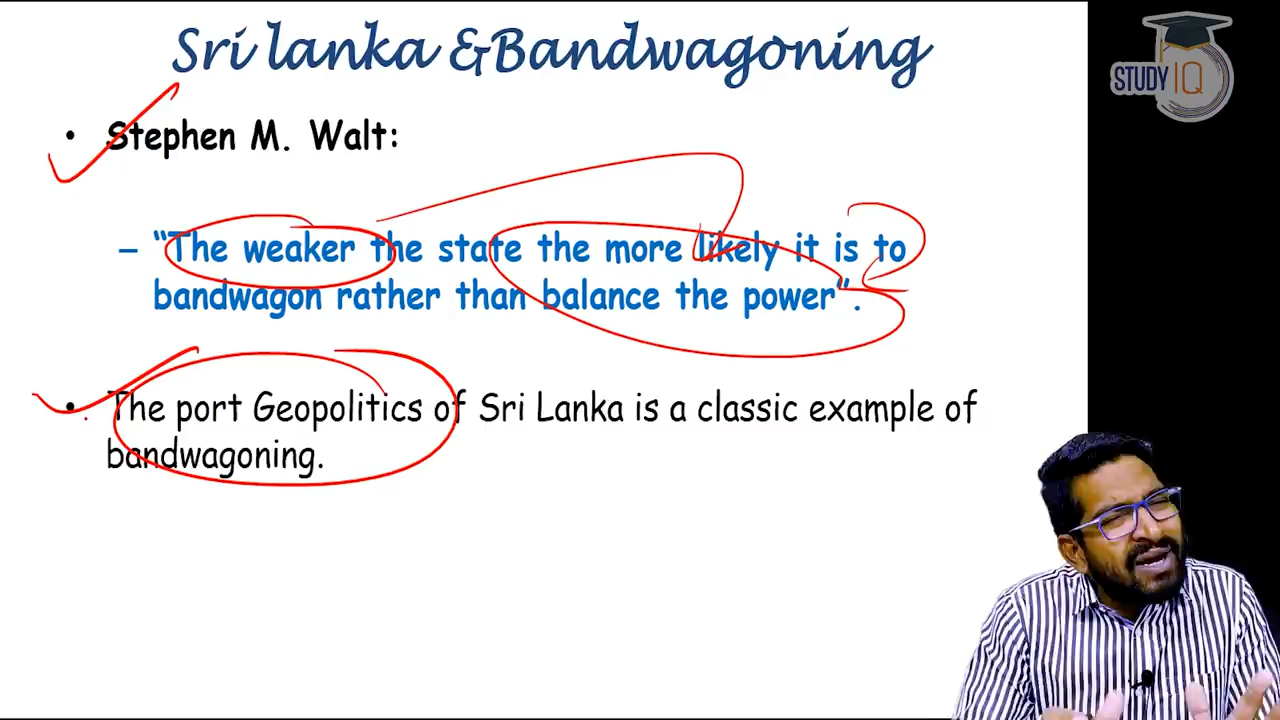 Sri lanka &Bandwagoning
STUDY IQ
• Stephen M. Walt:
– “The weaker the state the more likely it is to
bandwagon rather than balance the power”.
• The port Geopolitics of Sri Lanka is a classic example of
bandwagoning.